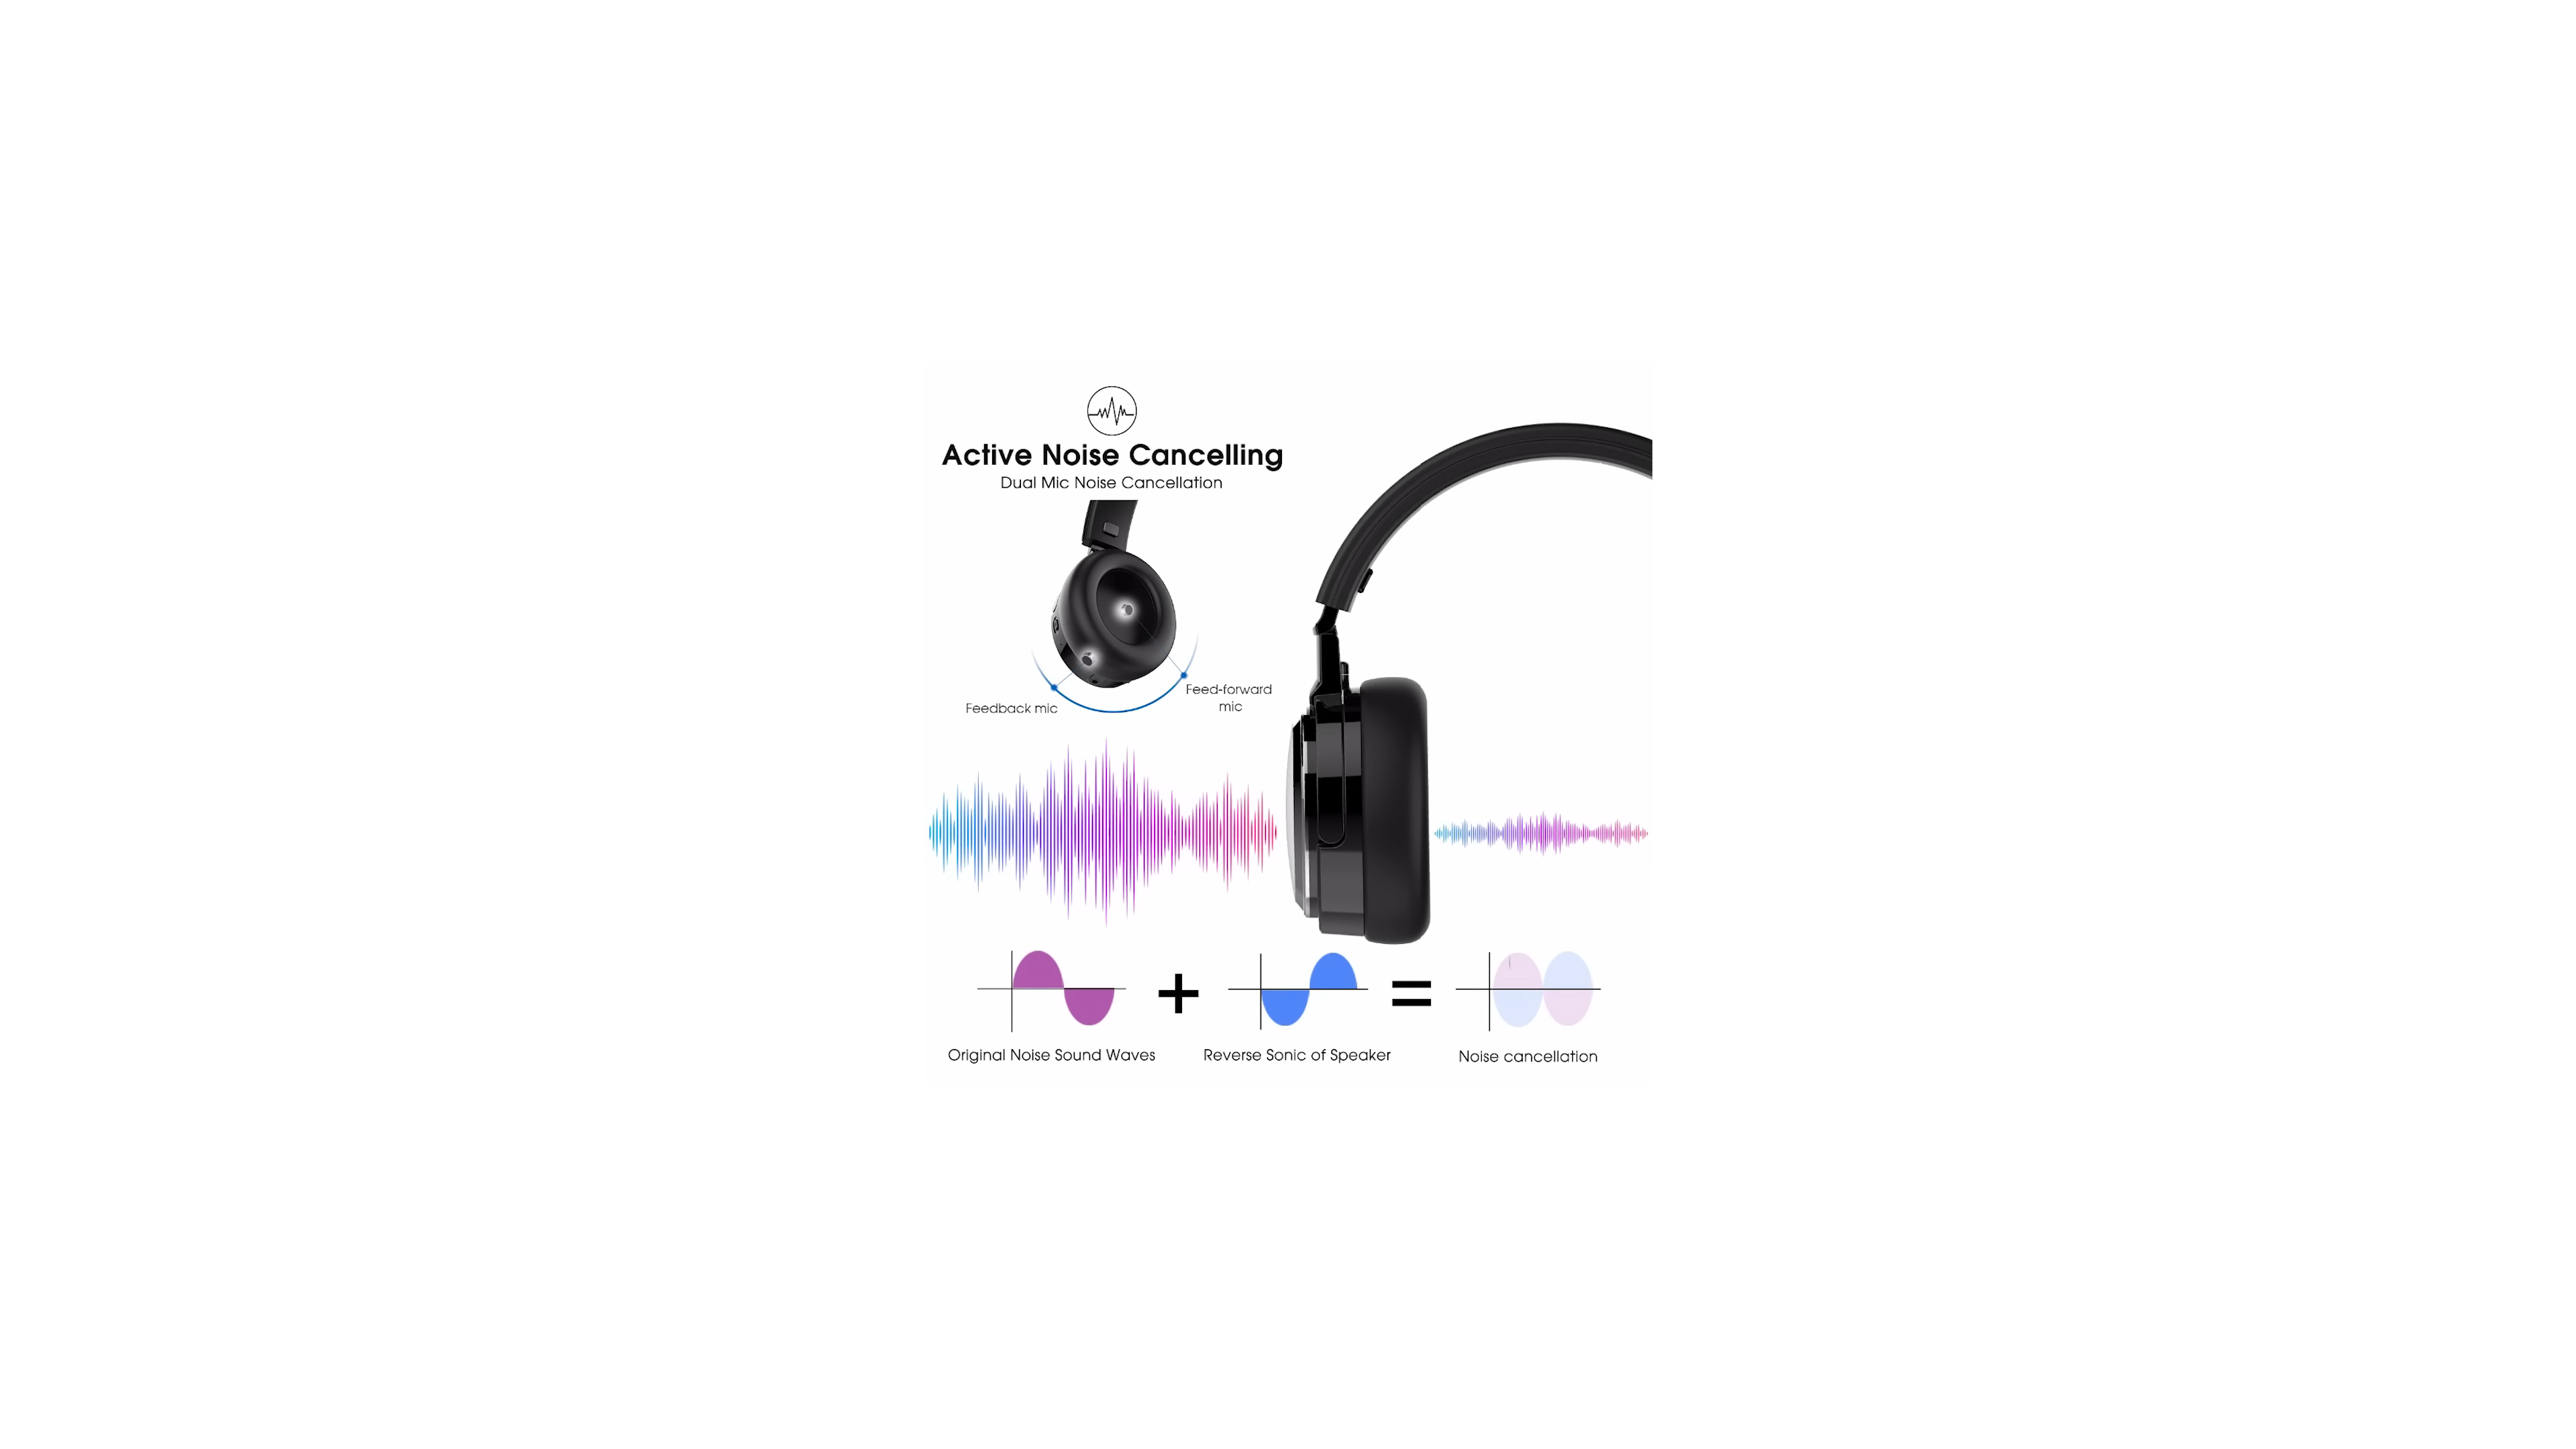 Active Noise Cancelling
Dual Mic Noise Cancellation
Feed-forward
mic
Feedback mic
Original Noise Sound Waves
Reverse Sonic of Speaker
Noise cancellation